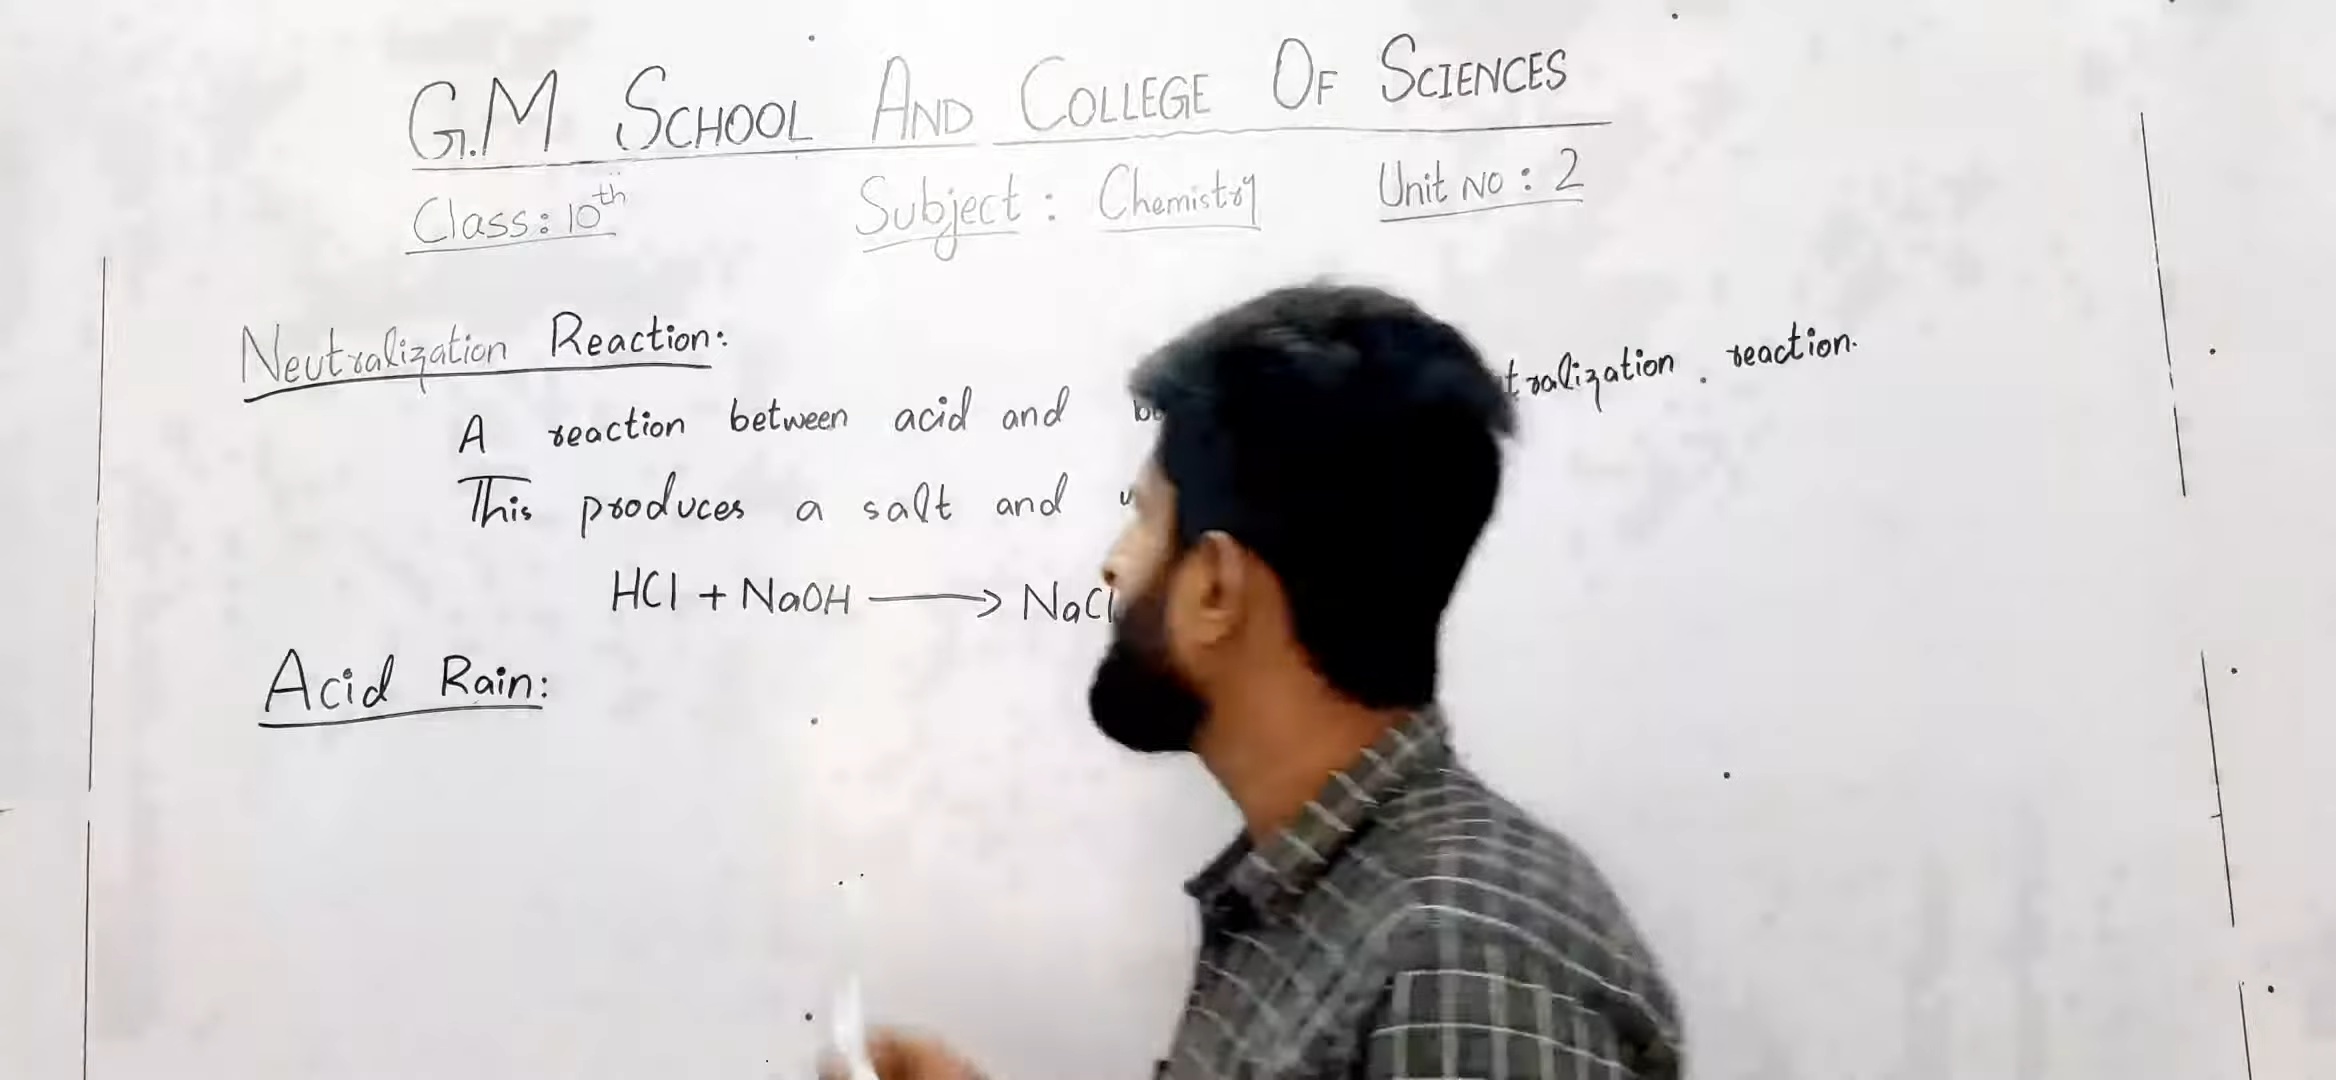 G.M SCHOOL AND COLLEGE OF SCIENCES
Class: 10th Subject: Chemistry Unit No: 2
Neutralization Reaction:
A reaction between acid and reaction.
This produces a salt and
HCl + NaOH → NaCl
Acid Rain: